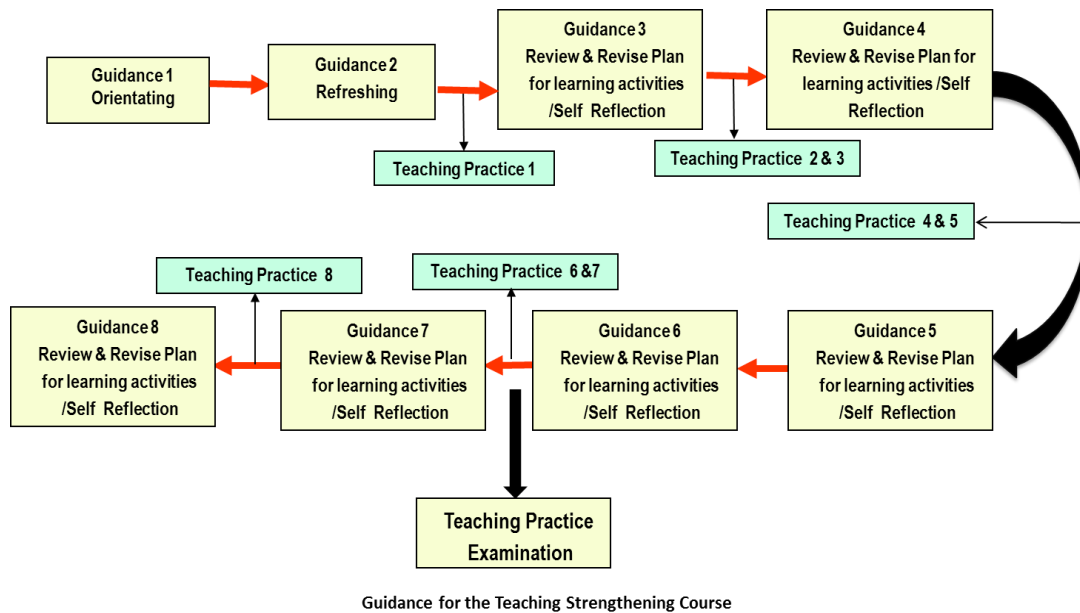 Guidance 1
Orientating
Guidance 2
Refreshing
Guidance 3
Review & Revise Plan
for learning activities
/Self Reflection
Guidance 4
Review & Revise Plan for
learning activities /Self
Reflection
Teaching Practice 1
Teaching Practice 2 & 3
Teaching Practice 4 & 5
Teaching Practice 8
Teaching Practice 6 &7
Guidance 8
Review & Revise Plan
for learning activities
/Self Reflection
Guidance 7
Review & Revise Plan
for learning activities
/Self Reflection
Guidance 6
Review & Revise Plan
for learning activities
/Self Reflection
Guidance 5
Review & Revise Plan
for learning activities
/Self Reflection
Teaching Practice
Examination
Guidance for the Teaching Strengthening Course